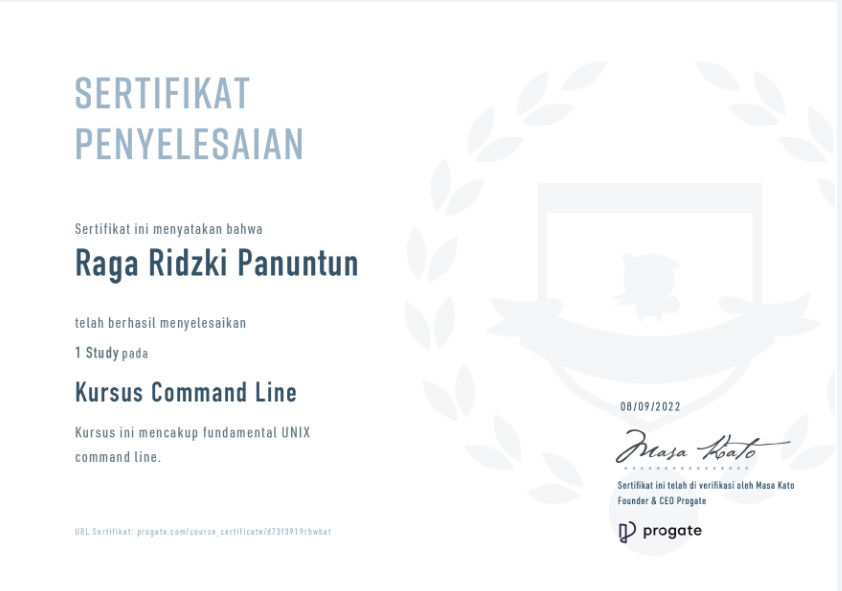 SERTIFIKAT
PENYELESAIAN
Sertifikat ini menyatakan bahwa
Raga Ridzki Panuntun
telah berhasil menyelesaikan
1 Study pada
Kursus Command Line
Kursus ini mencakup fundamental UNIX
command line.
08/09/2022
Masa Kato
Sertifikat ini telah di verifikasi oleh Masa Kato
Founder & CEO Progate
progate
URL Sertifikat: progate.com/course_certificate/d73f3919rhwbat